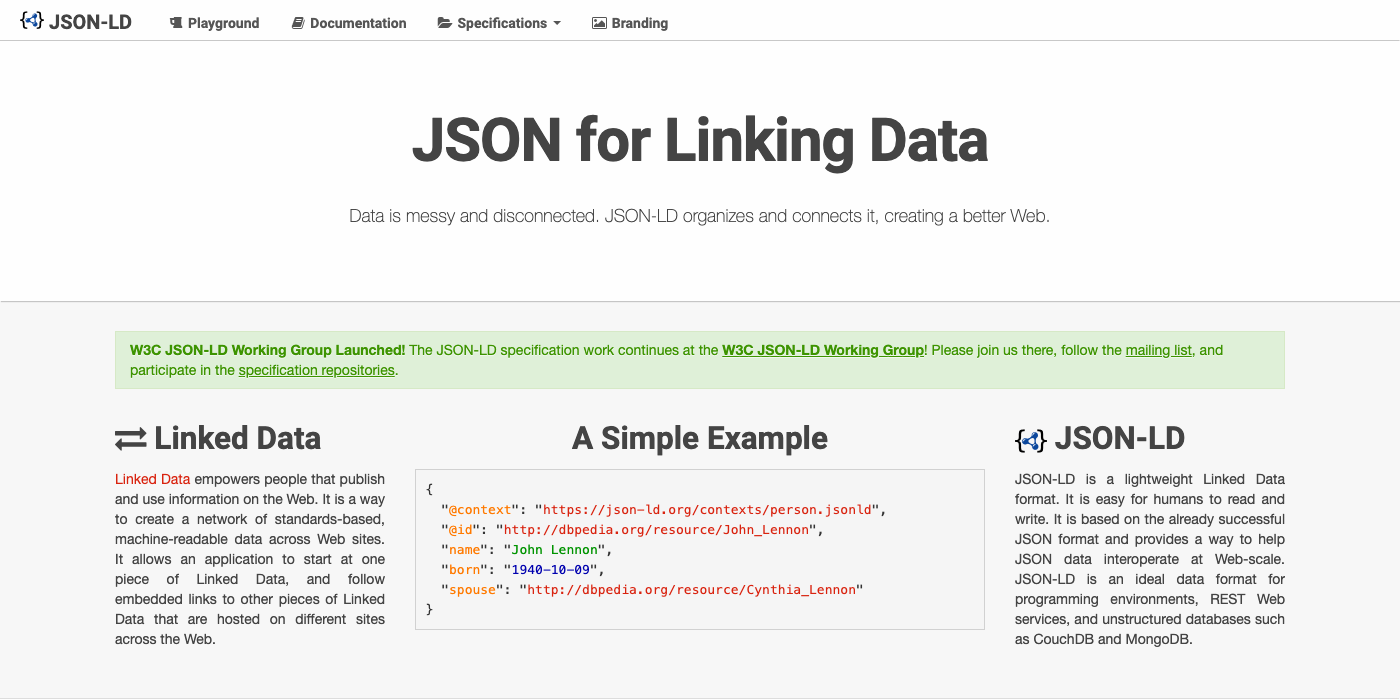 JSON-LD Playground Documentation Specifications Branding
JSON for Linking Data
Data is messy and disconnected. JSON-LD organizes and connects it, creating a better Web.
W3C JSON-LD Working Group Launched! The JSON-LD specification work continues at the W3C JSON-LD Working Group! Please join us there, follow the mailing list, and
participate in the specification repositories.
Linked Data
Linked Data empowers people that publish
and use information on the Web. It is a way
to create a network of standards-based,
machine-readable data across Web sites.
It allows an application to start at one
piece of Linked Data, and follow
embedded links to other pieces of Linked
Data that are hosted on different sites
across the Web.
A Simple Example
{
  "@context": "https://json-ld.org/contexts/person.jsonld",
  "@id": "http://dbpedia.org/resource/John_Lennon",
  "name": "John Lennon",
  "born": "1940-10-09",
  "spouse": "http://dbpedia.org/resource/Cynthia_Lennon"
}
JSON-LD
JSON-LD is a lightweight Linked Data
format. It is easy for humans to read and
write. It is based on the already successful
JSON format and provides a way to help
JSON data interoperate at Web-scale.
JSON-LD is an ideal data format for
programming environments, REST Web
services, and unstructured databases such
as CouchDB and MongoDB.